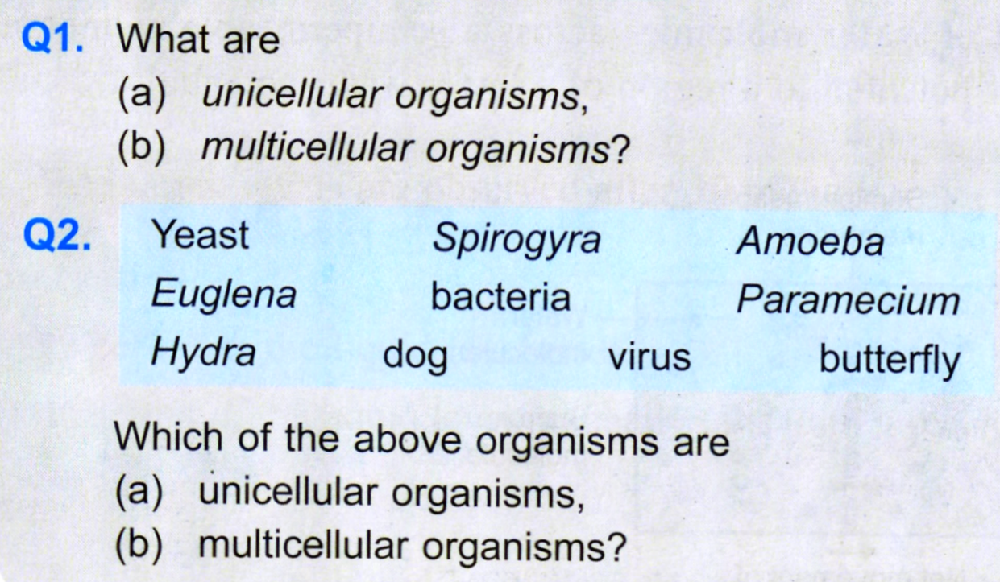 Q1. What are
(a) unicellular organisms,
(b) multicellular organisms?
Q2. Yeast Spirogyra Amoeba
Euglena bacteria Paramecium
Hydra dog virus butterfly
Which of the above organisms are
(a) unicellular organisms,
(b) multicellular organisms?